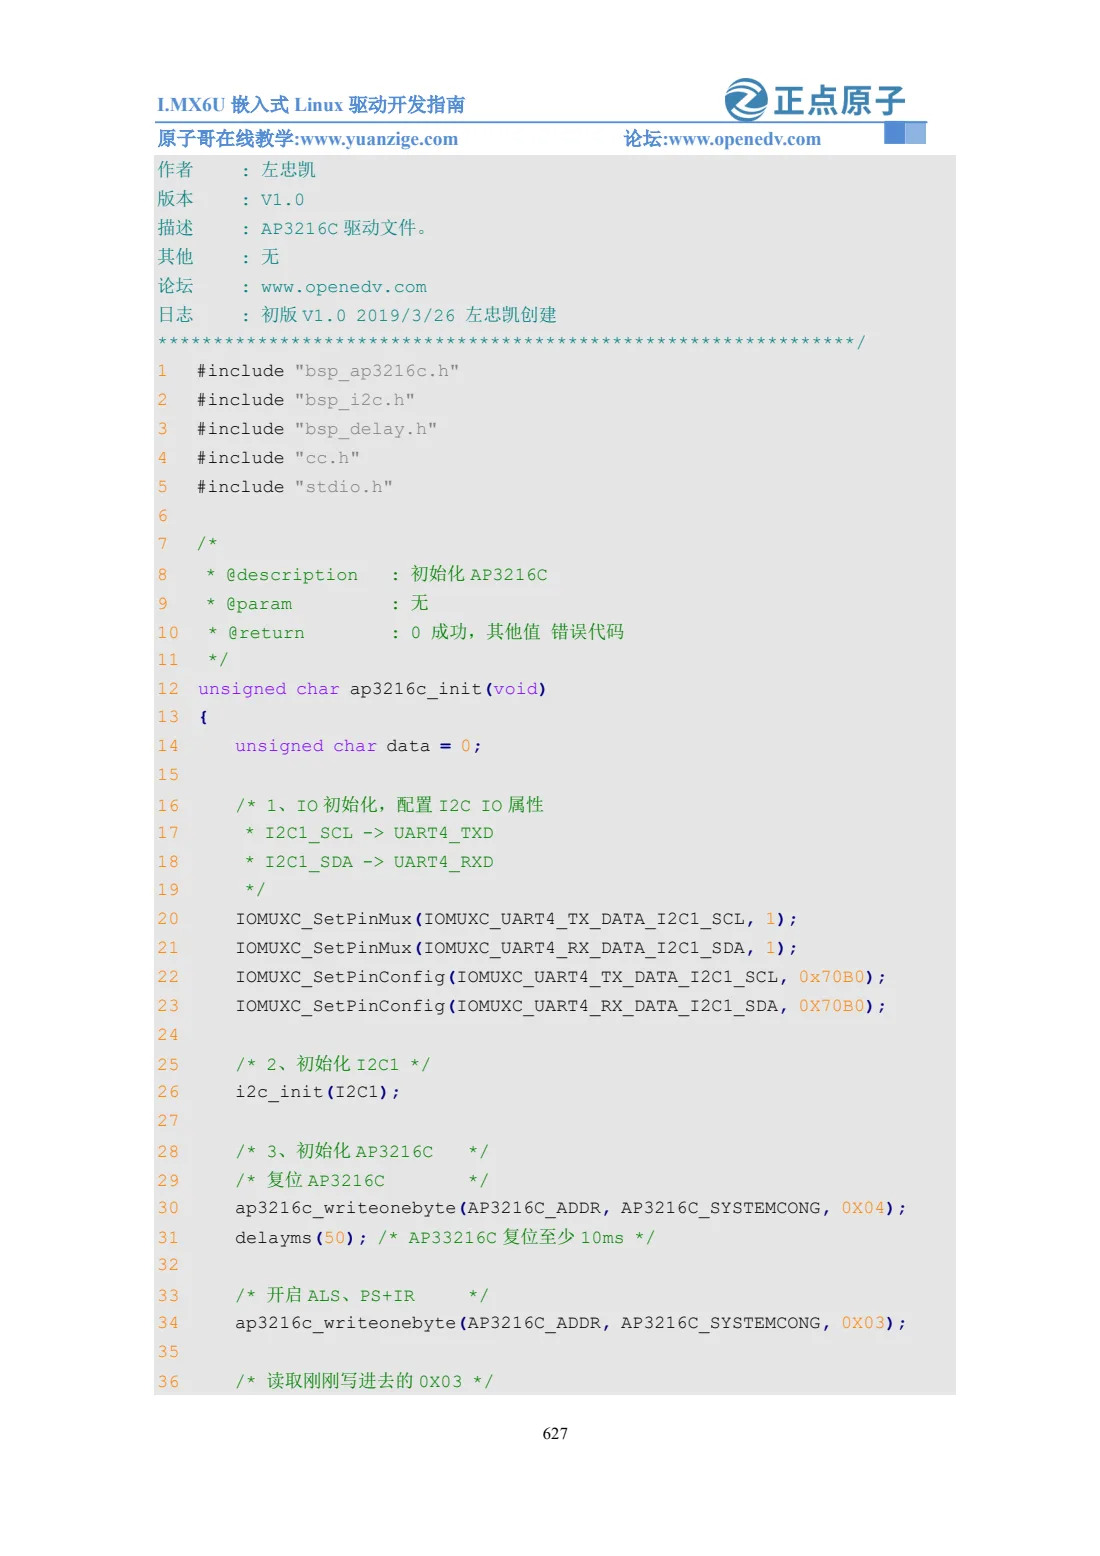 I.MX6U 嵌入式 Linux 驱动开发指南
正点原子
原子哥在线教学:www.yuanzige.com 论坛:www.openedv.com
作者 : 左忠凯
版本 : V1.0
描述 : AP3216C 驱动文件。
其他 : 无
论坛 : www.openedv.com
日志 : 初版 V1.0 2019/3/26 左忠凯创建
***************************************************************/
1 #include "bsp_ap3216c.h"
2 #include "bsp_i2c.h"
3 #include "bsp_delay.h"
4 #include "cc.h"
5 #include "stdio.h"
6
7 /*
8 * @description : 初始化 AP3216C
9 * @param : 无
10 * @return : 0 成功，其他值 错误代码
11 */
12 unsigned char ap3216c_init(void)
13 {
14 unsigned char data = 0;
15
16 /* 1、IO 初始化，配置 I2C IO 属性
17 * I2C1_SCL -> UART4_TXD
18 * I2C1_SDA -> UART4_RXD
19 */
20 IOMUXC_SetPinMux(IOMUXC_UART4_TX_DATA_I2C1_SCL, 1);
21 IOMUXC_SetPinMux(IOMUXC_UART4_RX_DATA_I2C1_SDA, 1);
22 IOMUXC_SetPinConfig(IOMUXC_UART4_TX_DATA_I2C1_SCL, 0x70B0);
23 IOMUXC_SetPinConfig(IOMUXC_UART4_RX_DATA_I2C1_SDA, 0X70B0);
24
25 /* 2、初始化 I2C1 */
26 i2c_init(I2C1);
27
28 /* 3、初始化 AP3216C */
29 /* 复位 AP3216C */
30 ap3216c_writeonebyte(AP3216C_ADDR, AP3216C_SYSTEMCONG, 0X04);
31 delayms(50); /* AP33216C 复位至少 10ms */
32
33 /* 开启 ALS、PS+IR */
34 ap3216c_writeonebyte(AP3216C_ADDR, AP3216C_SYSTEMCONG, 0X03);
35
36 /* 读取刚刚写进去的 0X03 */
627